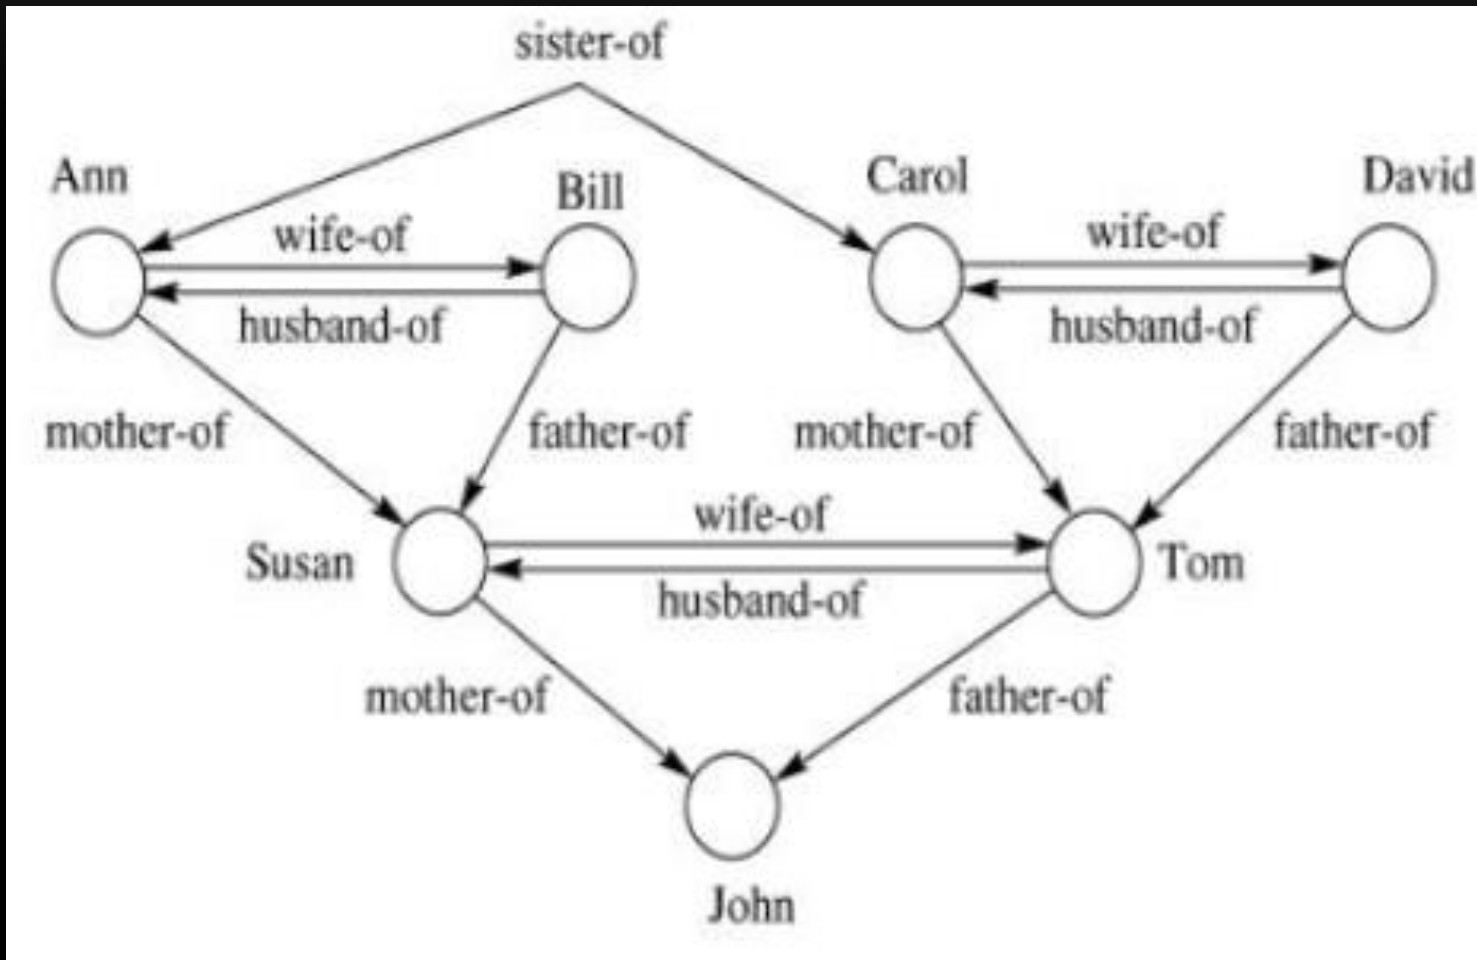 sister-of
Ann
Bill
Carol
David
wife-of
wife-of
husband-of
husband-of
mother-of
father-of
mother-of
father-of
wife-of
Susan
Tom
husband-of
mother-of
father-of
John